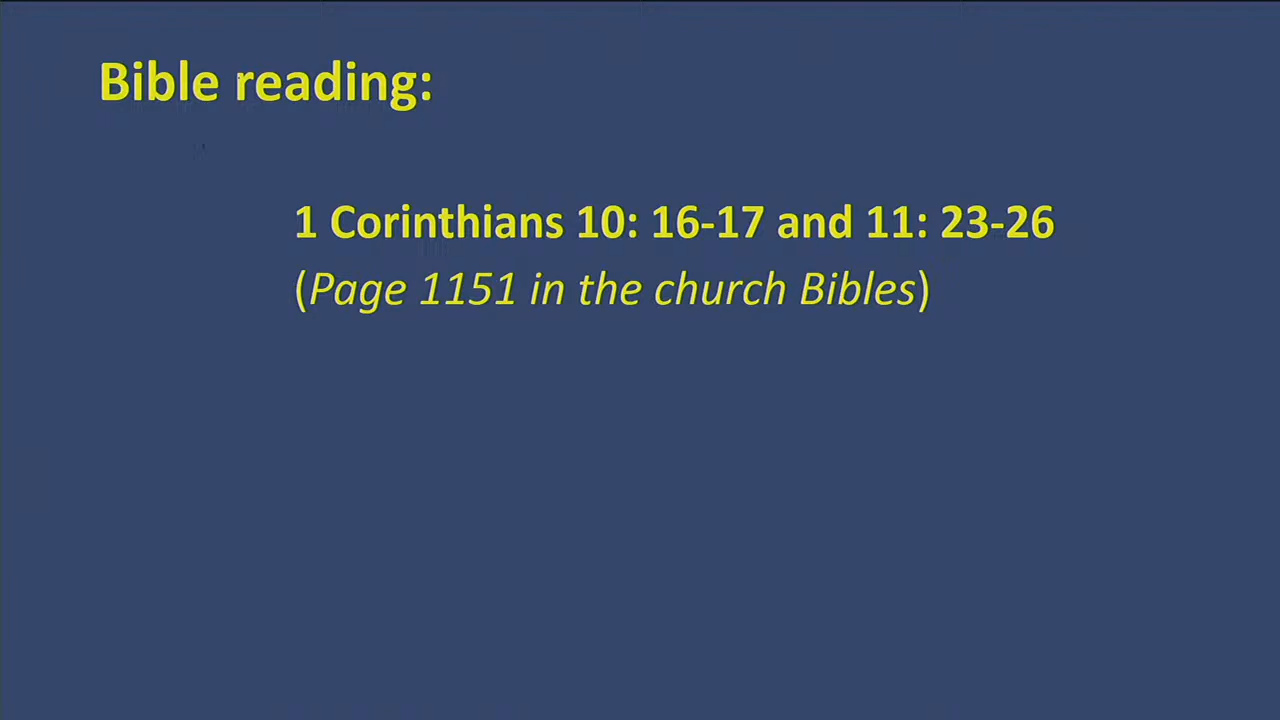 Bible reading:
1 Corinthians 10: 16-17 and 11: 23-26
(Page 1151 in the church Bibles)